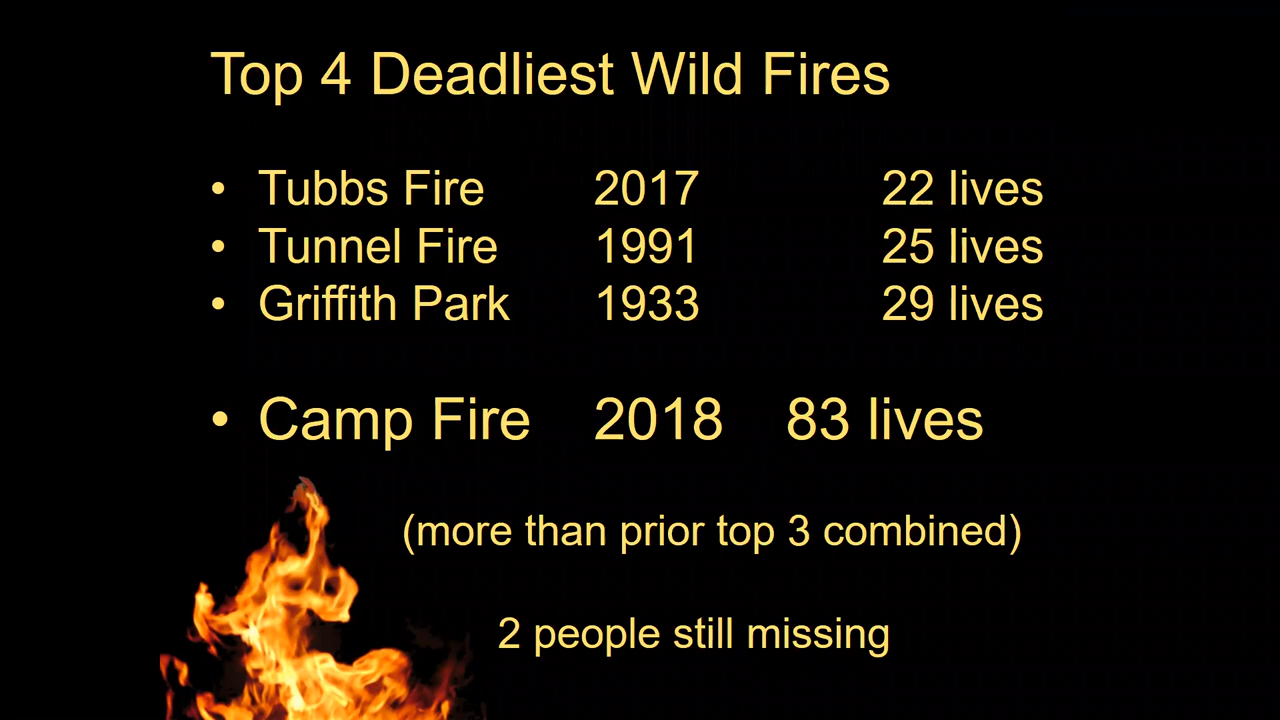 Top 4 Deadliest Wild Fires
• Tubbs Fire 2017 22 lives
• Tunnel Fire 1991 25 lives
• Griffith Park 1933 29 lives
• Camp Fire 2018 83 lives
(more than prior top 3 combined)
2 people still missing